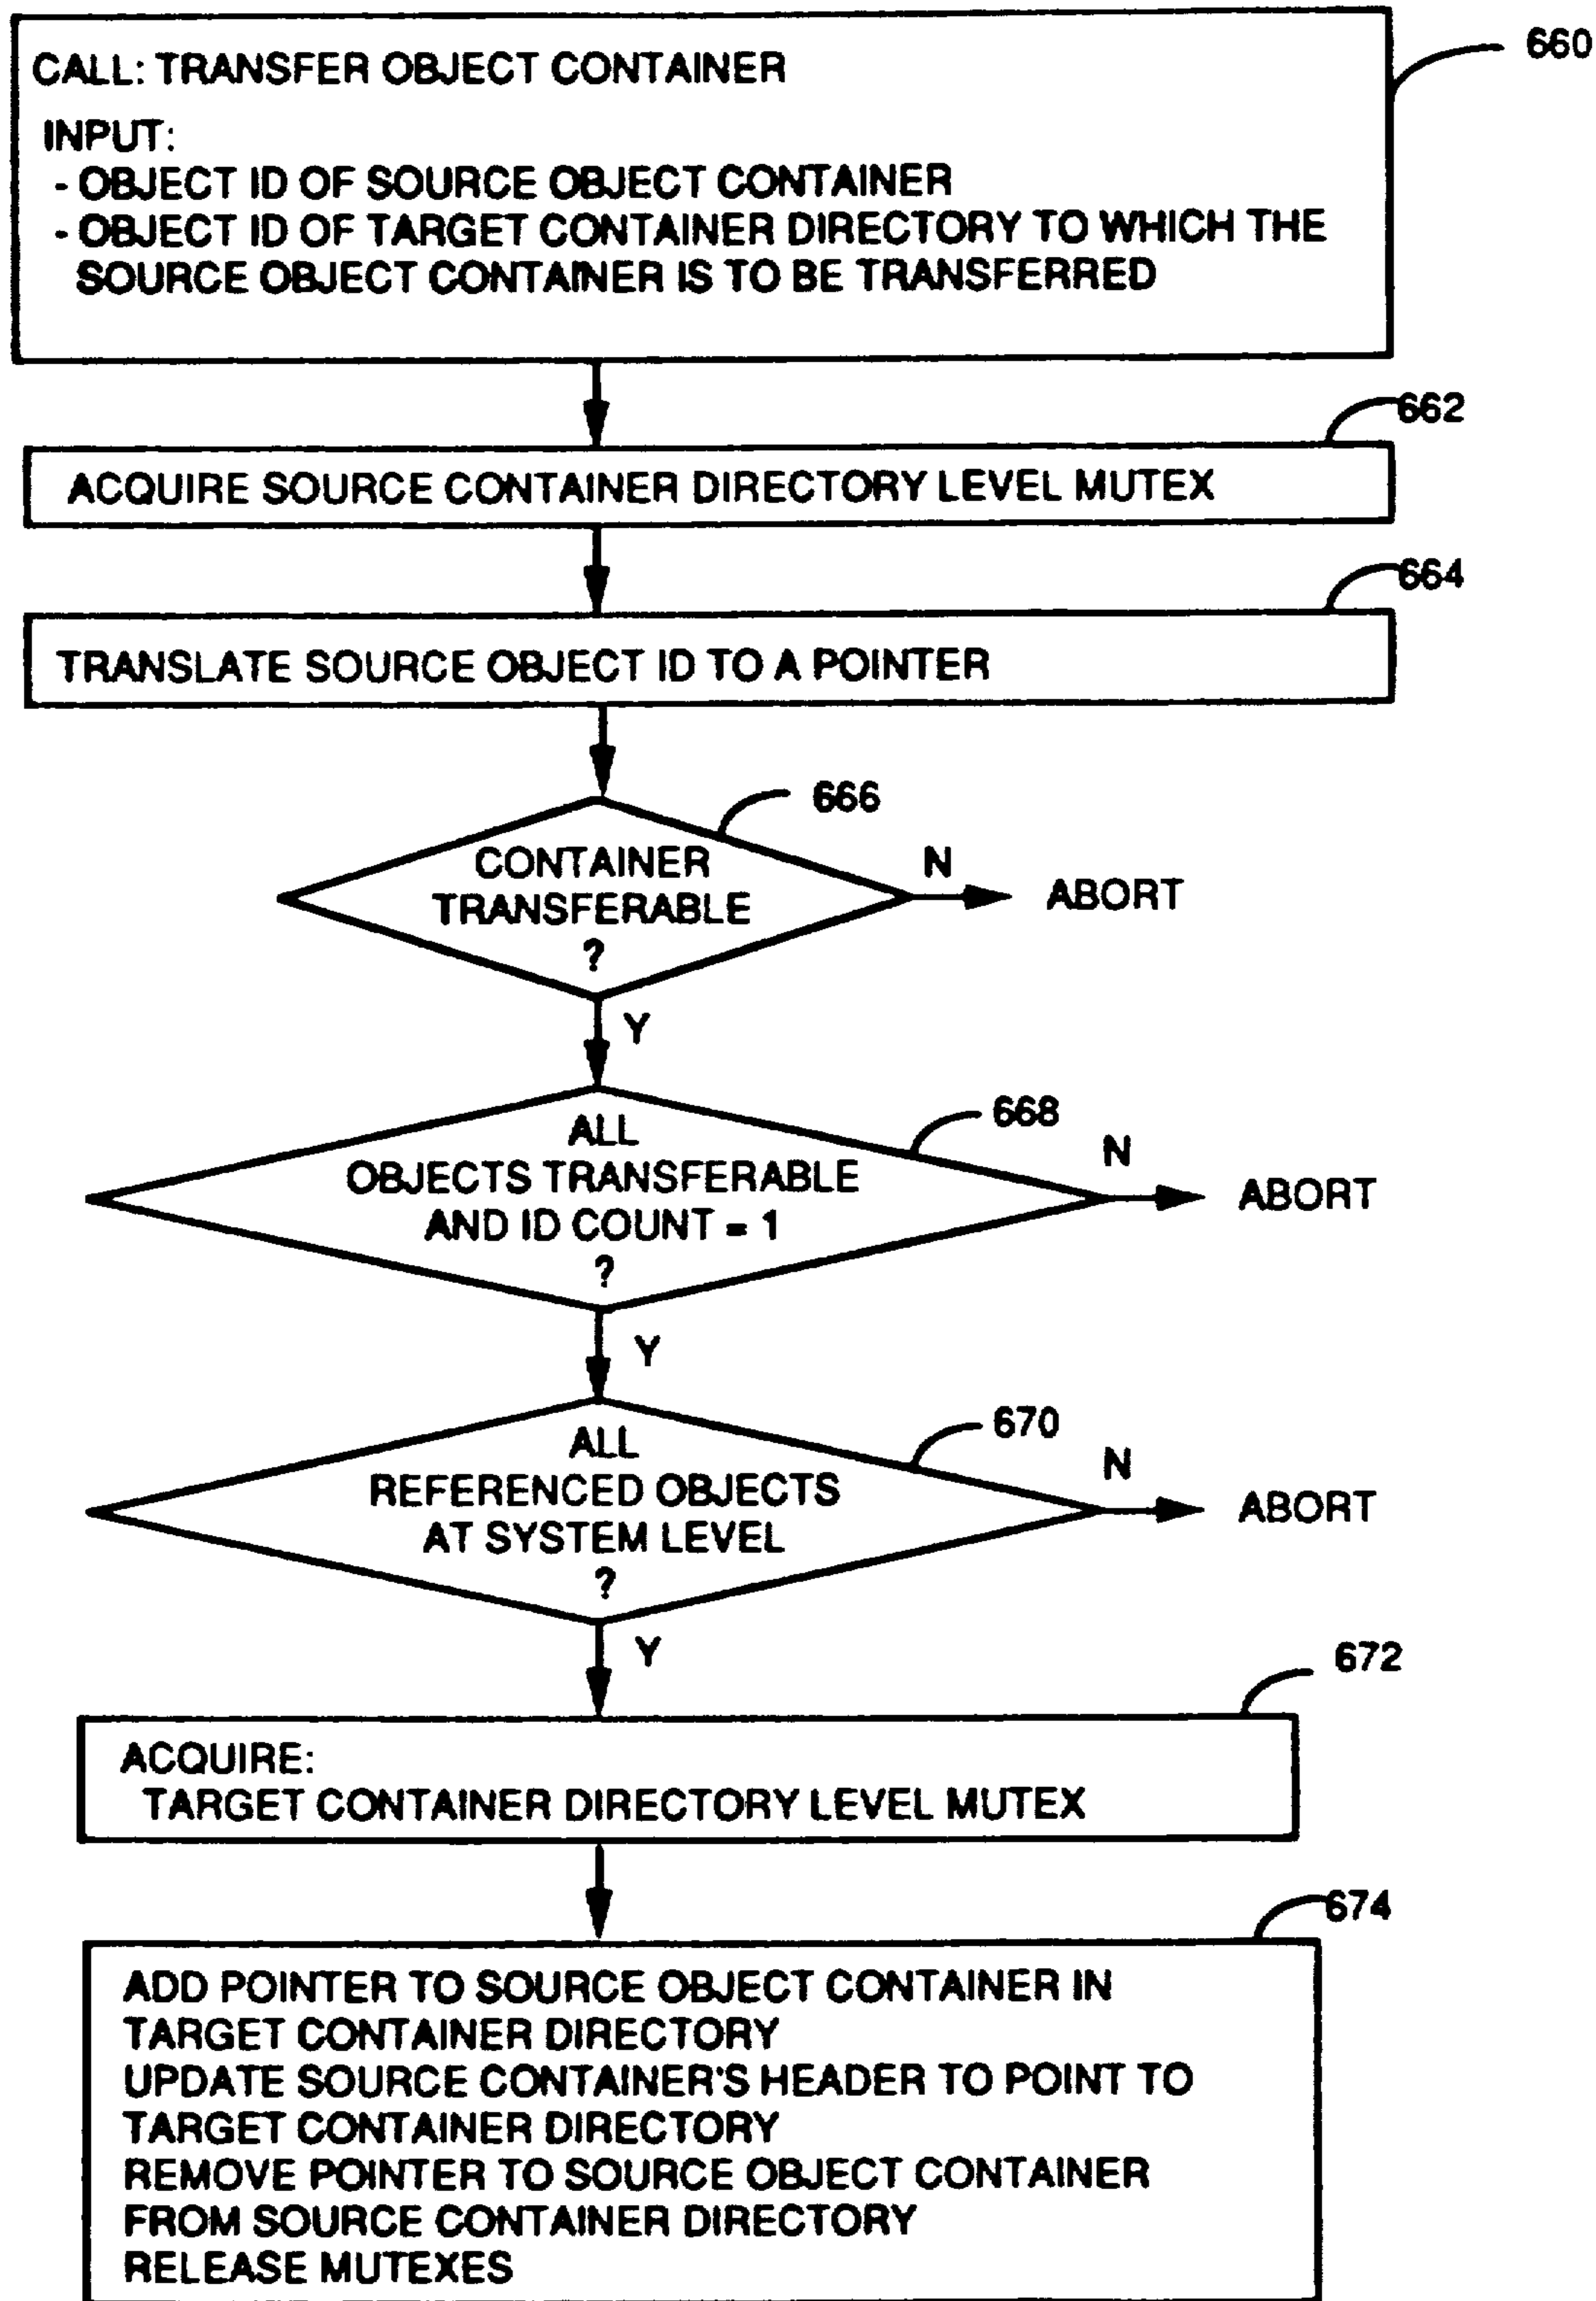 660
CALL: TRANSFER OBJECT CONTAINER
INPUT:
- OBJECT ID OF SOURCE OBJECT CONTAINER
- OBJECT ID OF TARGET CONTAINER DIRECTORY TO WHICH THE
SOURCE OBJECT CONTAINER IS TO BE TRANSFERRED
662
ACQUIRE SOURCE CONTAINER DIRECTORY LEVEL MUTEX
664
TRANSLATE SOURCE OBJECT ID TO A POINTER
666
CONTAINER
TRANSFERABLE
?
N
ABORT
Y
668
ALL
OBJECTS TRANSFERABLE
AND ID COUNT = 1
?
N
ABORT
Y
670
ALL
REFERENCED OBJECTS
AT SYSTEM LEVEL
?
N
ABORT
Y
672
ACQUIRE:
TARGET CONTAINER DIRECTORY LEVEL MUTEX
674
ADD POINTER TO SOURCE OBJECT CONTAINER IN
TARGET CONTAINER DIRECTORY
UPDATE SOURCE CONTAINER'S HEADER TO POINT TO
TARGET CONTAINER DIRECTORY
REMOVE POINTER TO SOURCE OBJECT CONTAINER
FROM SOURCE CONTAINER DIRECTORY
RELEASE MUTEXES